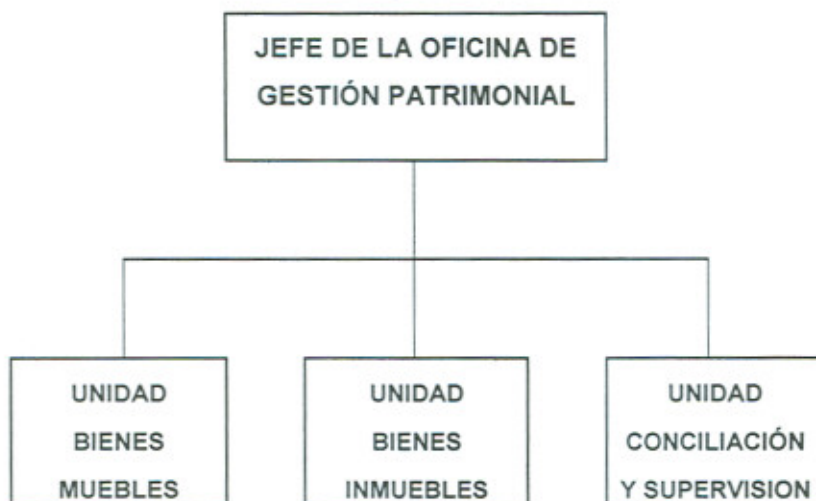 JEFE DE LA OFICINA DE
GESTIÓN PATRIMONIAL
UNIDAD
BIENES
MUEBLES
UNIDAD
BIENES
INMUEBLES
UNIDAD
CONCILIACIÓN
Y SUPERVISION